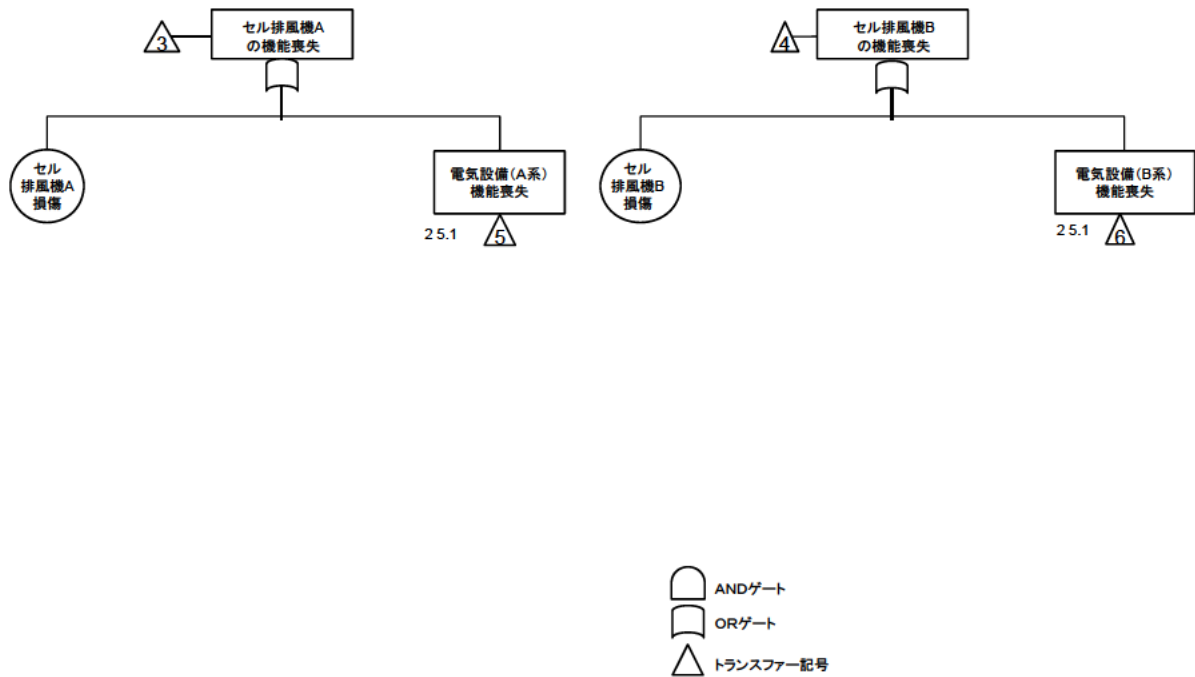 3
セル排風機A
の機能喪失
4
セル排風機B
の機能喪失
セル
排風機A
損傷
電気設備(A系)
機能喪失
25.1
5
セル
排風機B
損傷
電気設備(B系)
機能喪失
25.1
6
ANDゲート
ORゲート
トランスファー記号